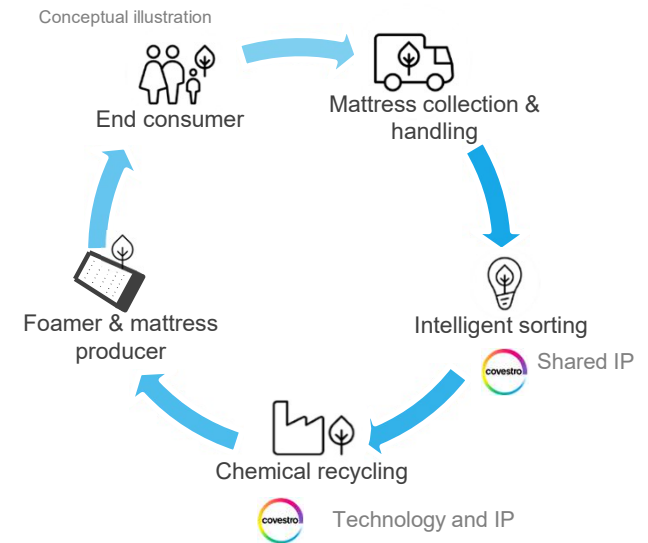 Conceptual illustration
End consumer
Mattress collection &
handling
Intelligent sorting
covestro
Shared IP
Chemical recycling
covestro
Technology and IP
Foamer & mattress
producer